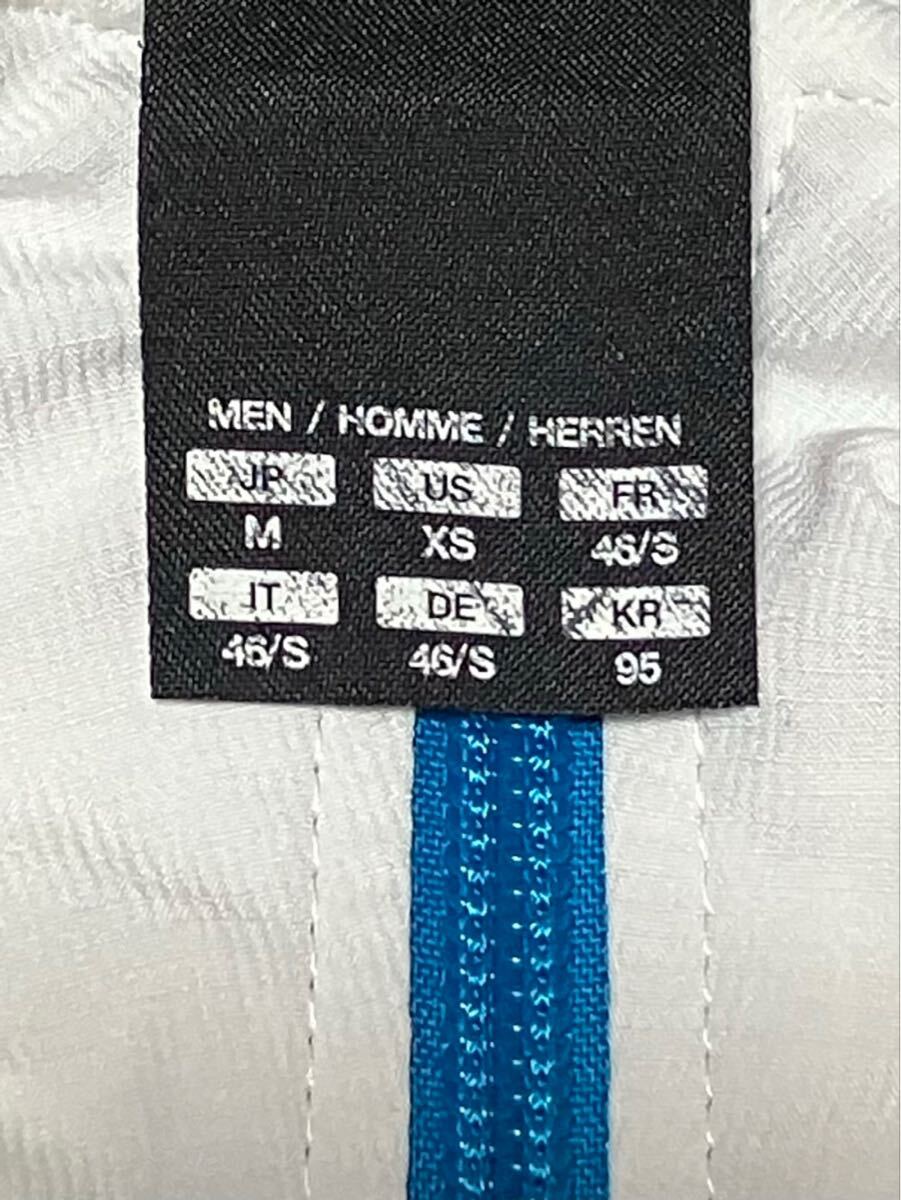 MEN / HOMME / HERREN
JP US FR
M XS 46/S
IT DE KR
46/S 46/S 95